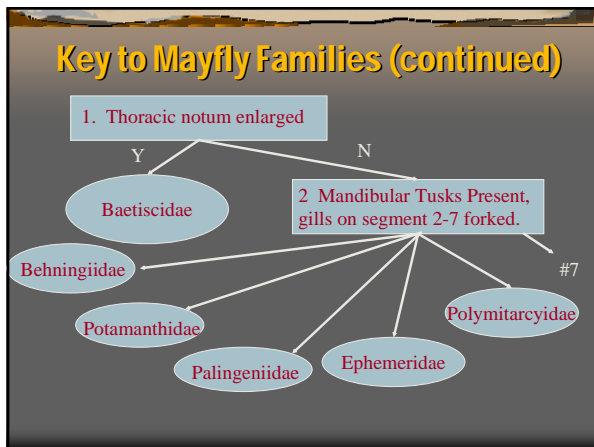 Key to Mayfly Families (continued)
1. Thoracic notum enlarged
Y
N
Baetiscidae
2 Mandibular Tusks Present,
gills on segment 2-7 forked.
Behningiidae
#7
Potamanthidae
Polymitarcyidae
Palingeniidae
Ephemeridae